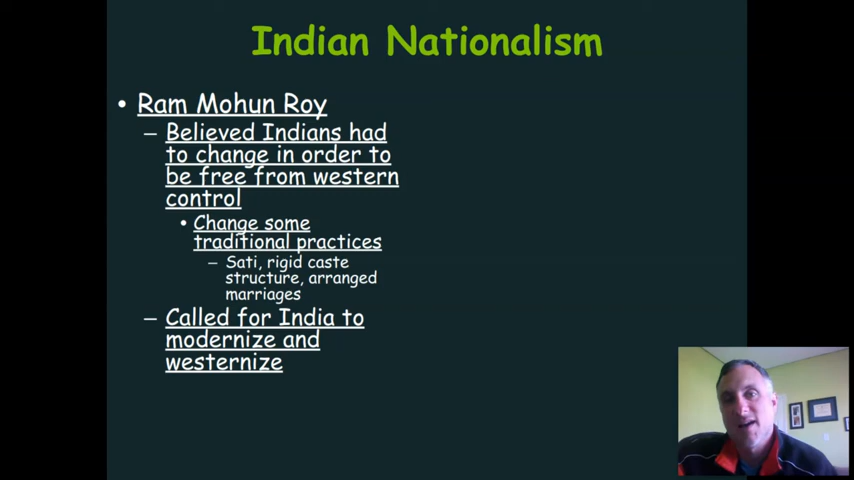 Indian Nationalism
• Ram Mohun Roy
– Believed Indians had
to change in order to
be free from western
control
• Change some
traditional practices
– Sati, rigid caste
structure, arranged
marriages
– Called for India to
modernize and
westernize